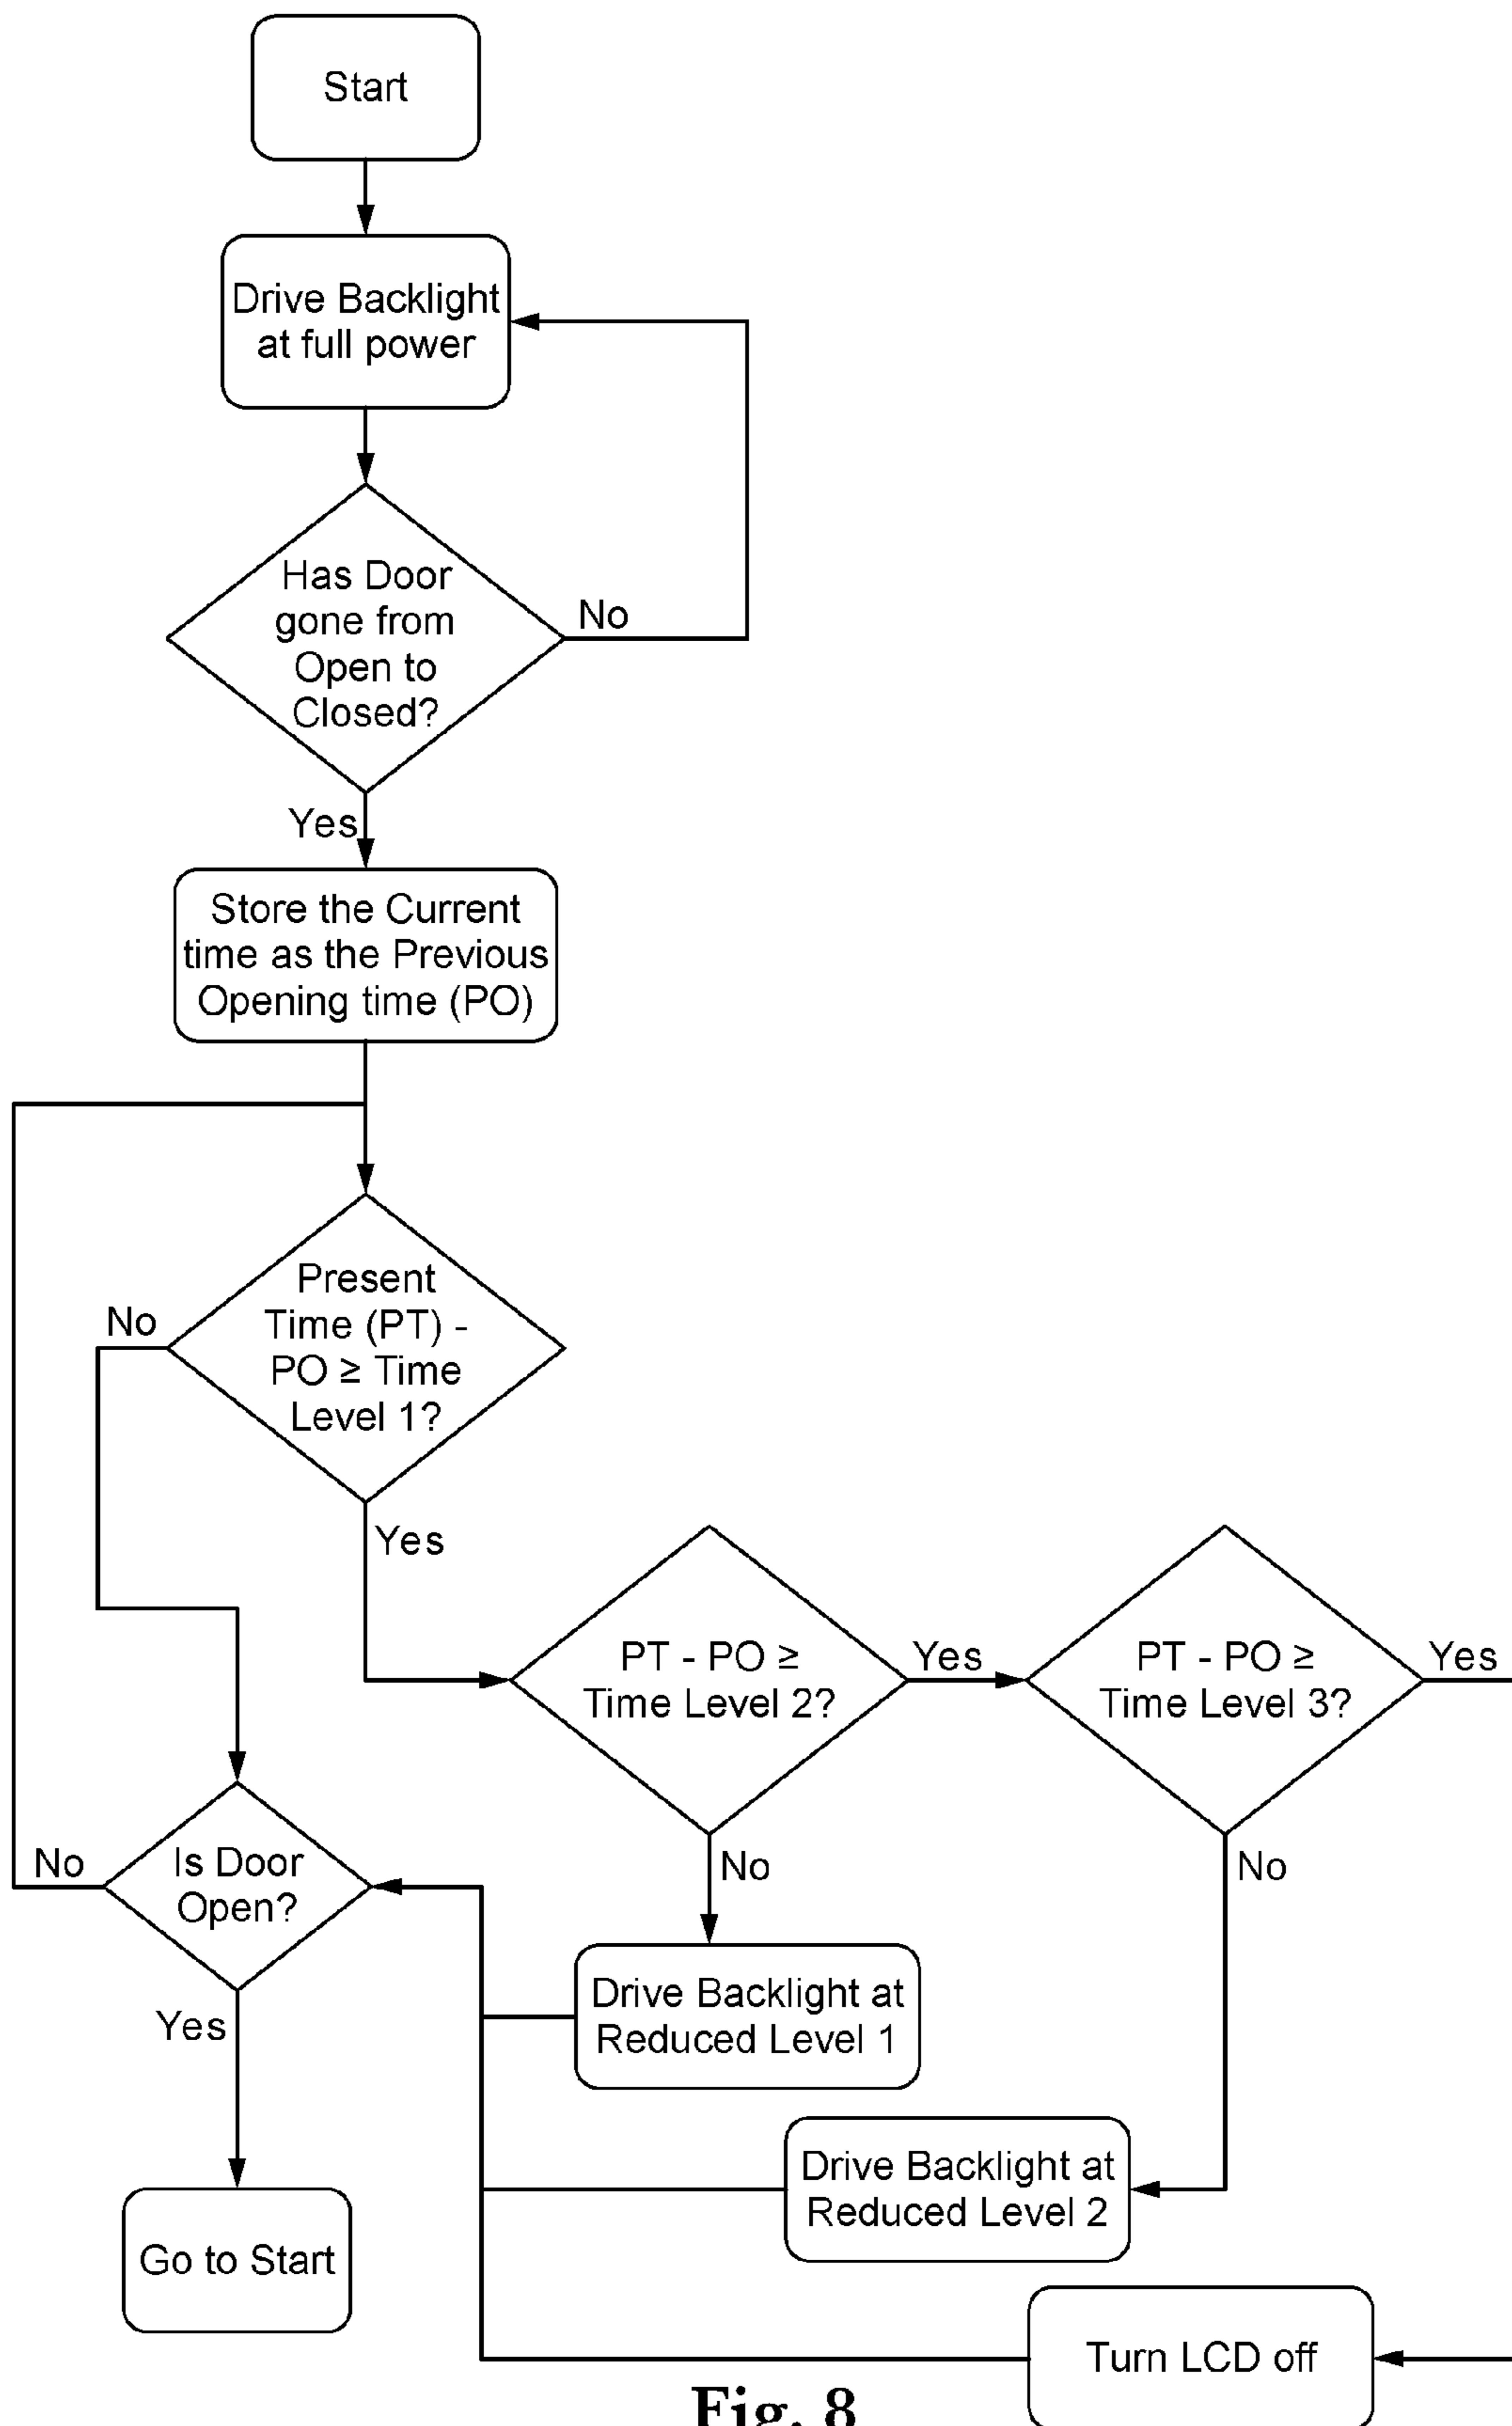 Start
Drive Backlight
at full power
Has Door
gone from
Open to
Closed?
No
Yes
Store the Current
time as the Previous
Opening time (PO)
Present
Time (PT) -
PO ≥ Time
Level 1?
No
Yes
PT - PO ≥
Time Level 2?
Yes
PT - PO ≥
Time Level 3?
Yes
No
Is Door
Open?
No
No
Drive Backlight at
Reduced Level 1
Yes
Drive Backlight at
Reduced Level 2
Go to Start
Turn LCD off
Fig. 8